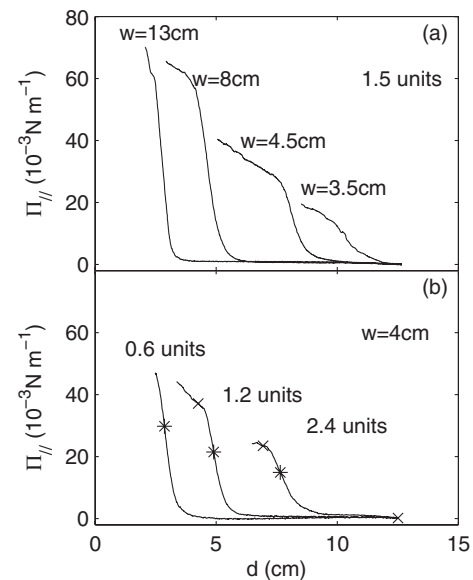 w=13cm
(a)
80
w=8cm
1.5 units
60
w=4.5cm
40
w=3.5cm
20
0
Π// (10⁻³N m⁻¹)
(b)
60
w=4cm
0.6 units
40
1.2 units
2.4 units
20
0
Π// (10⁻³N m⁻¹)
0 5 10 15
d (cm)